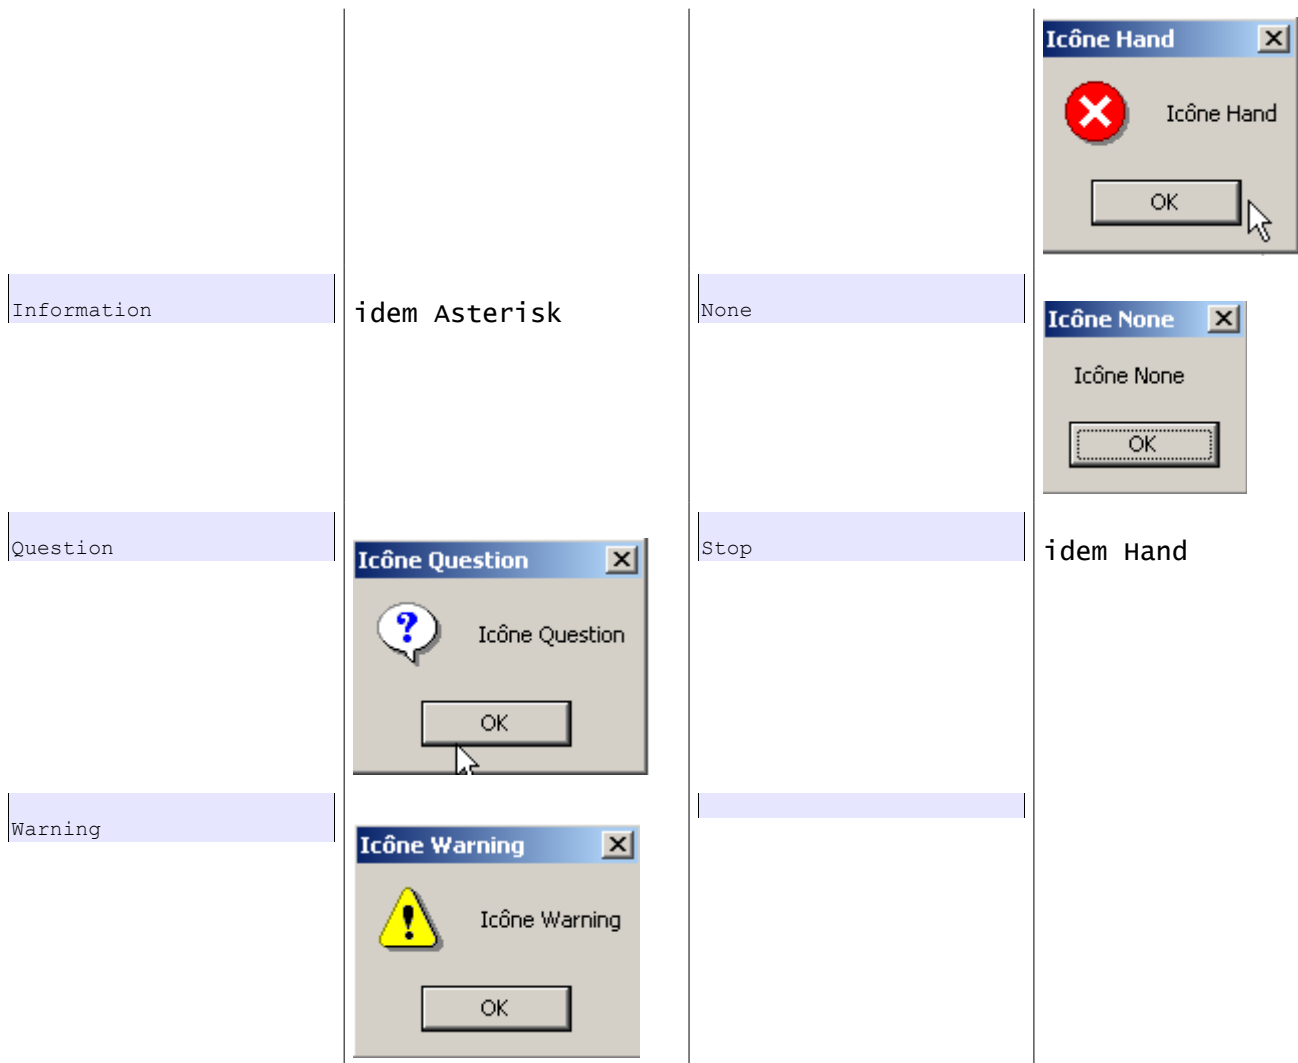 Icône Hand
Icône Hand
OK
Information
idem Asterisk
None
Icône None
Icône None
OK
Question
Icône Question
Icône Question
OK
Stop
idem Hand
Warning
Icône Warning
Icône Warning
OK